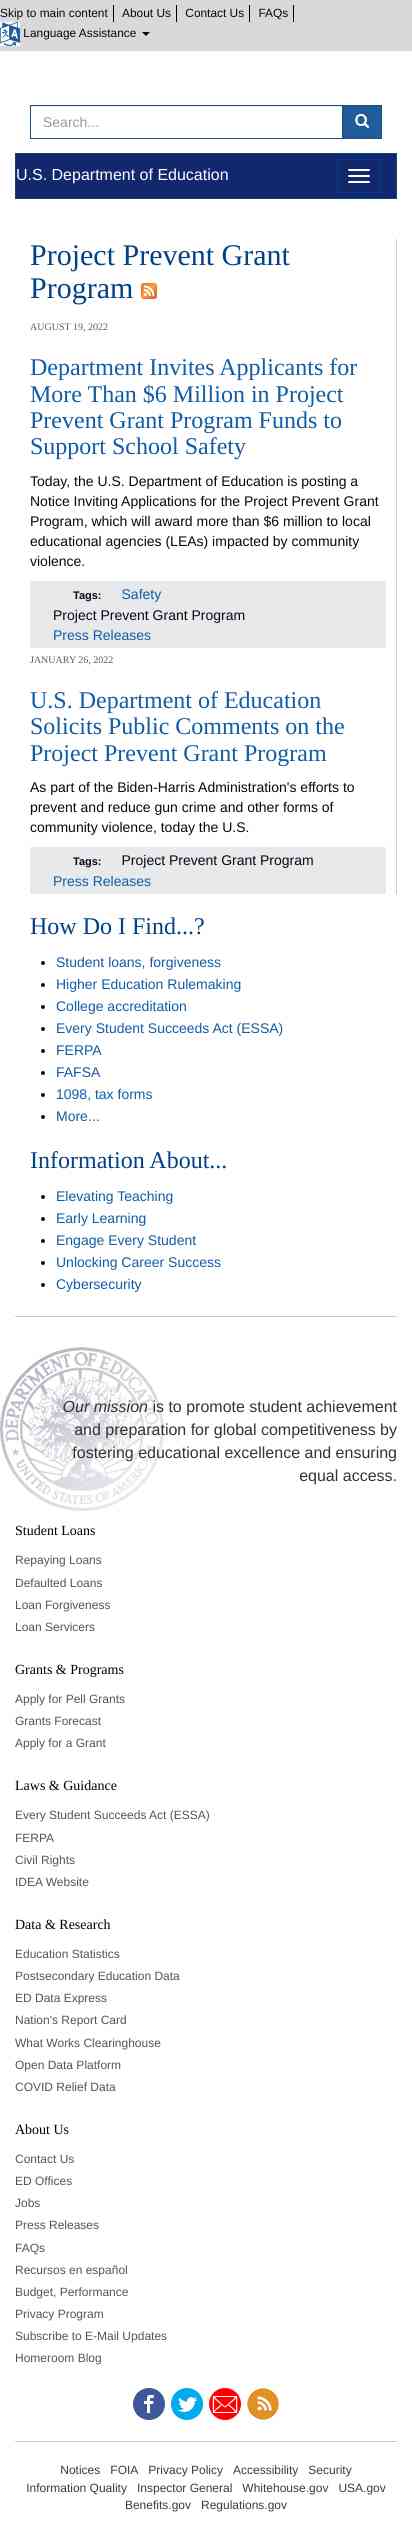 Skip to main content About Us Contact Us FAQs
Language Assistance
Search...
U.S. Department of Education
Project Prevent Grant
Program
AUGUST 19, 2022
Department Invites Applicants for
More Than $6 Million in Project
Prevent Grant Program Funds to
Support School Safety
Today, the U.S. Department of Education is posting a
Notice Inviting Applications for the Project Prevent Grant
Program, which will award more than $6 million to local
educational agencies (LEAs) impacted by community
violence.
Tags: Safety
Project Prevent Grant Program
Press Releases
JANUARY 26, 2022
U.S. Department of Education
Solicits Public Comments on the
Project Prevent Grant Program
As part of the Biden-Harris Administration's efforts to
prevent and reduce gun crime and other forms of
community violence, today the U.S.
Tags: Project Prevent Grant Program
Press Releases
How Do I Find...?
Student loans, forgiveness
Higher Education Rulemaking
College accreditation
Every Student Succeeds Act (ESSA)
FERPA
FAFSA
1098, tax forms
More...
Information About...
Elevating Teaching
Early Learning
Engage Every Student
Unlocking Career Success
Cybersecurity
Our mission is to promote student achievement
and preparation for global competitiveness by
fostering educational excellence and ensuring
equal access.
Student Loans
Repaying Loans
Defaulted Loans
Loan Forgiveness
Loan Servicers
Grants & Programs
Apply for Pell Grants
Grants Forecast
Apply for a Grant
Laws & Guidance
Every Student Succeeds Act (ESSA)
FERPA
Civil Rights
IDEA Website
Data & Research
Education Statistics
Postsecondary Education Data
ED Data Express
Nation's Report Card
What Works Clearinghouse
Open Data Platform
COVID Relief Data
About Us
Contact Us
ED Offices
Jobs
Press Releases
FAQs
Recursos en español
Budget, Performance
Privacy Program
Subscribe to E-Mail Updates
Homeroom Blog
Notices FOIA Privacy Policy Accessibility Security
Information Quality Inspector General Whitehouse.gov USA.gov
Benefits.gov Regulations.gov